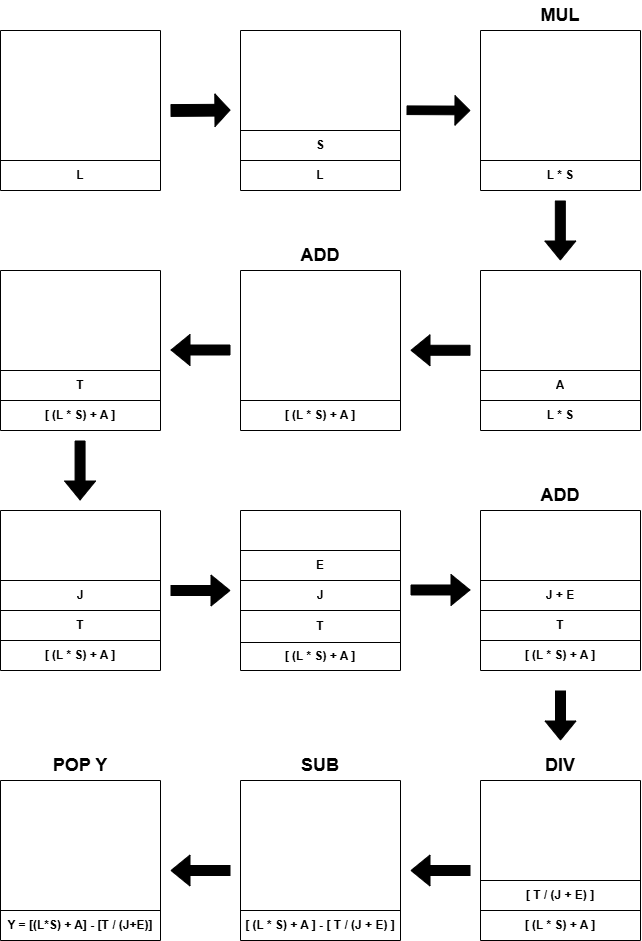 MUL
L
S
L
L * S
ADD
T
[ (L * S) + A ]
[ (L * S) + A ]
A
L * S
ADD
J
T
[ (L * S) + A ]
E
J
T
[ (L * S) + A ]
J + E
T
[ (L * S) + A ]
POP Y
SUB
DIV
Y = [(L*S) + A] - [T / (J+E)]
[ (L * S) + A ] - [ T / (J + E) ]
[ T / (J + E) ]
[ (L * S) + A ]